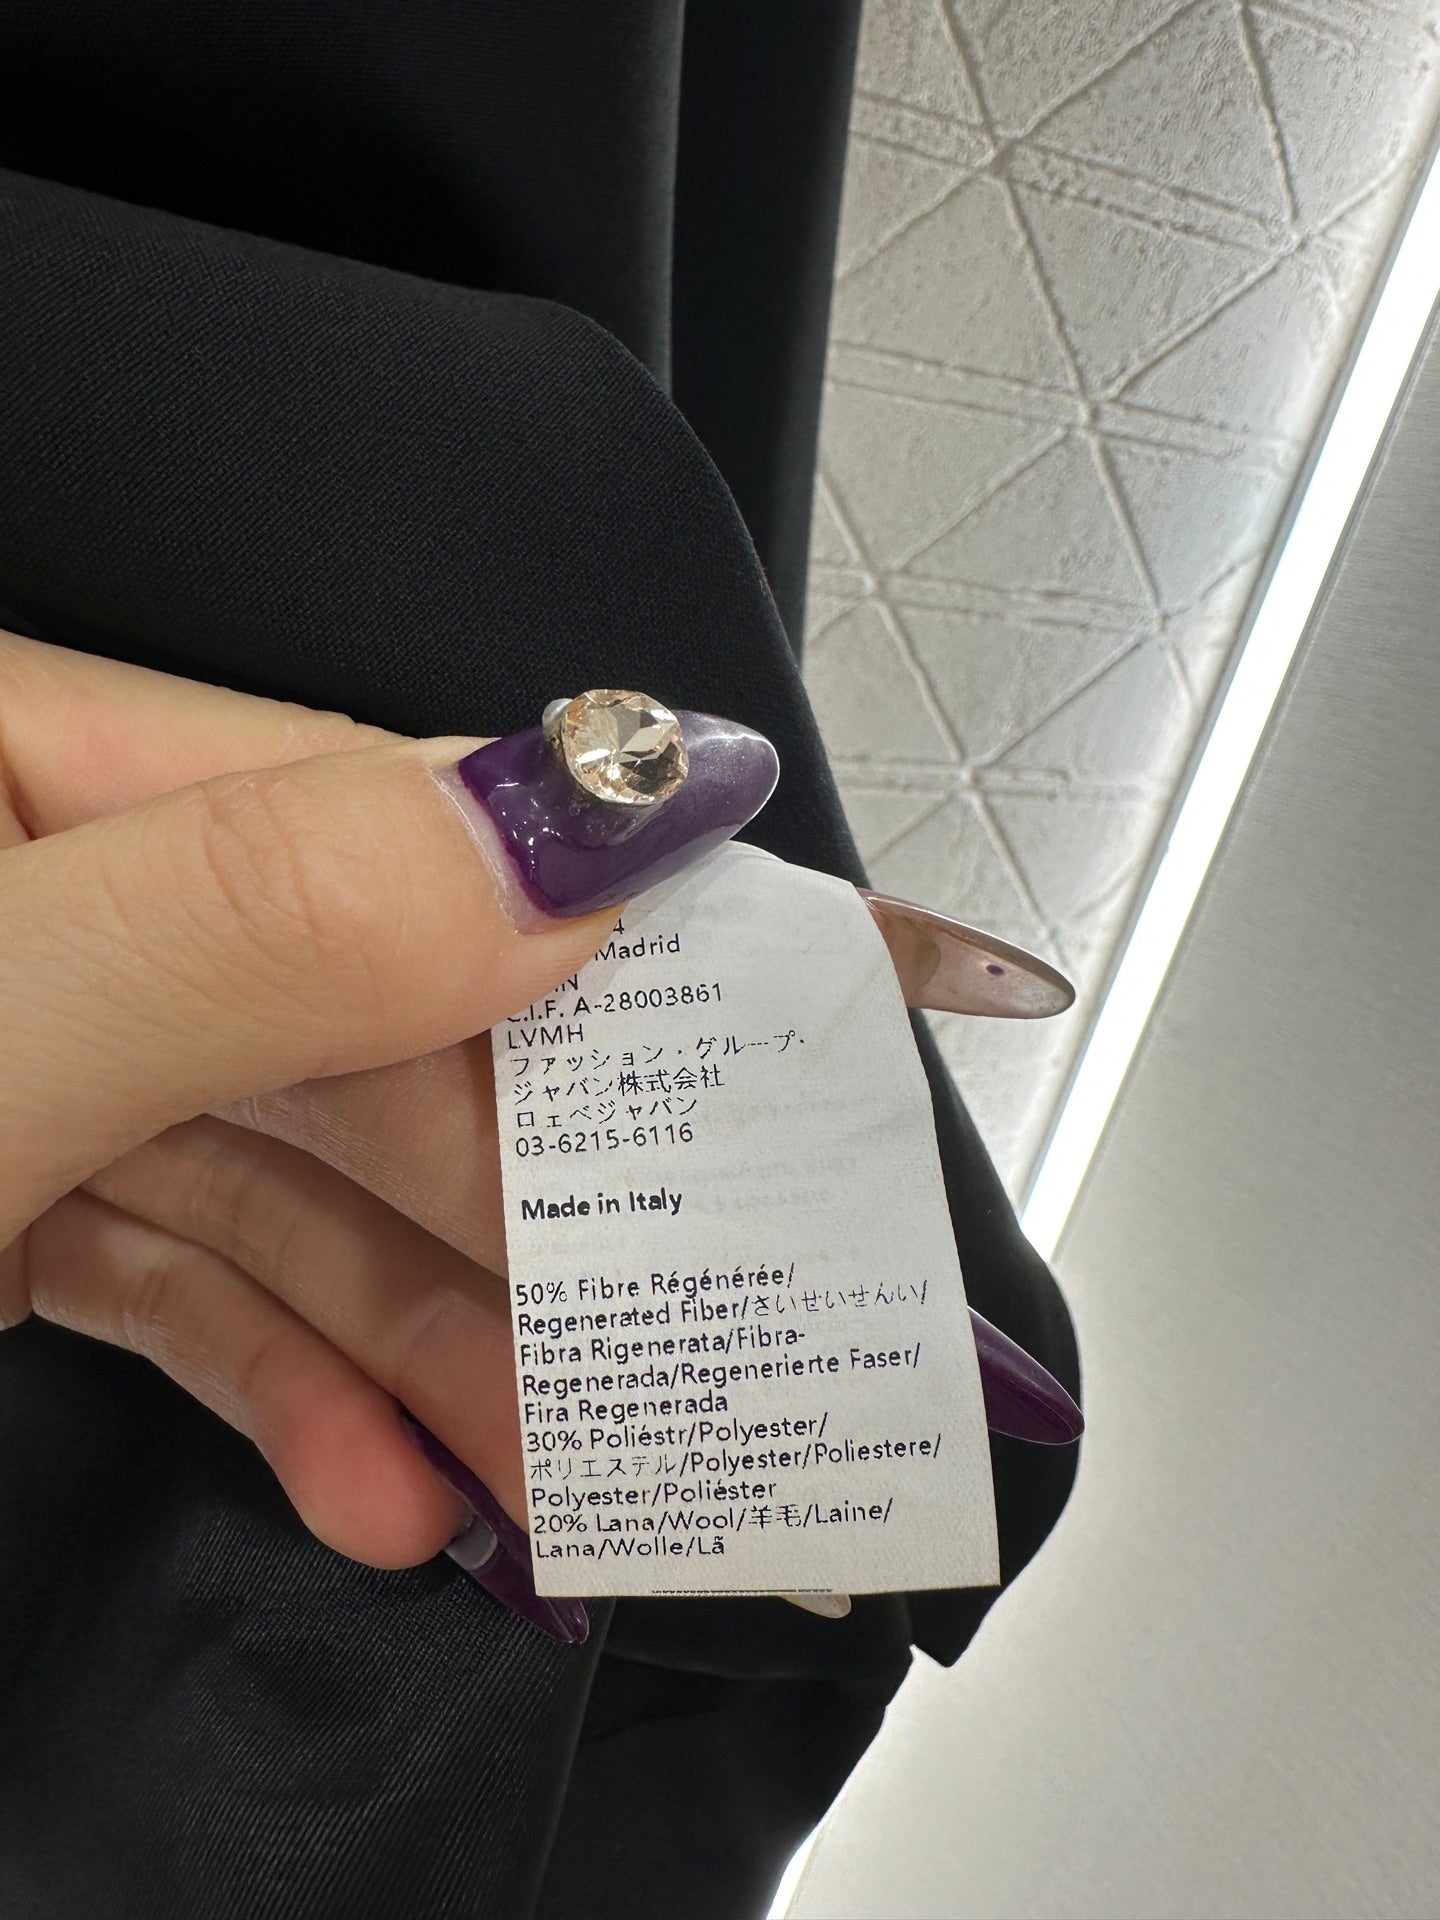 Madrid
C.I.F. A-28003861
LVMH
ファッション・グループ・
ジャパン株式会社
ロエベジャパン
03-6215-6116
Made in Italy
50% Fibre Régénérée/
Regenerated Fiber/さいせいせんい/
Fibra Rigenerata/Fibra-
Regenerada/Regenerierte Faser/
Fira Regenerada
30% Poliéstr/Polyester/
ポリエステル/Polyester/Poliestere/
Polyester/Poliéster
20% Lana/Wool/羊毛/Laine/
Lana/Wolle/Lã